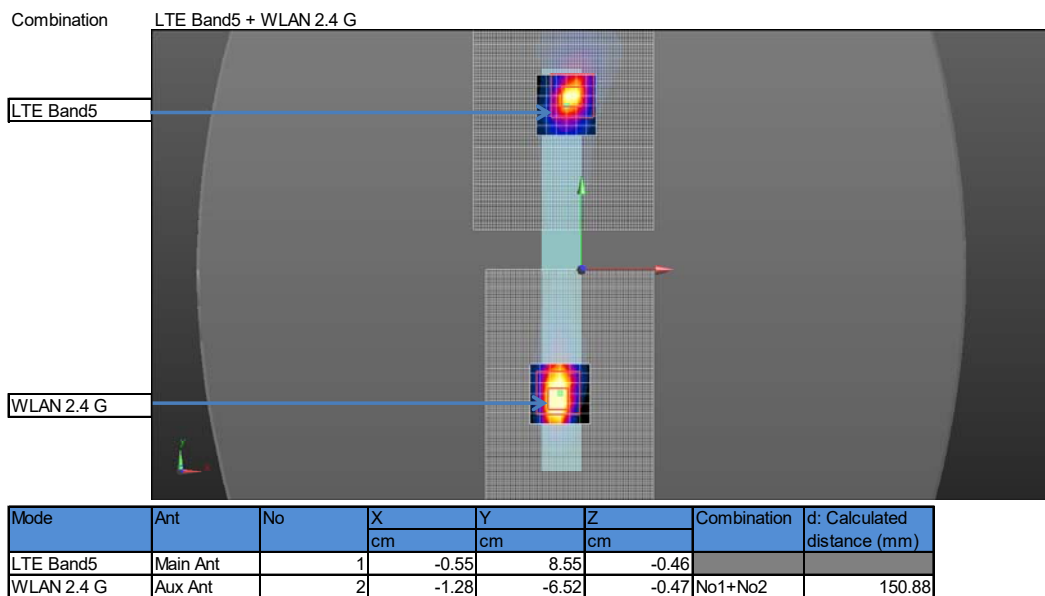 Combination LTE Band5 + WLAN 2.4 G
LTE Band5
WLAN 2.4 G
y
x
Mode Ant No X Y Z Combination d: Calculated
cm cm cm distance (mm)
LTE Band5 Main Ant 1 -0.55 8.55 -0.46
WLAN 2.4 G Aux Ant 2 -1.28 -6.52 -0.47 No1+No2 150.88